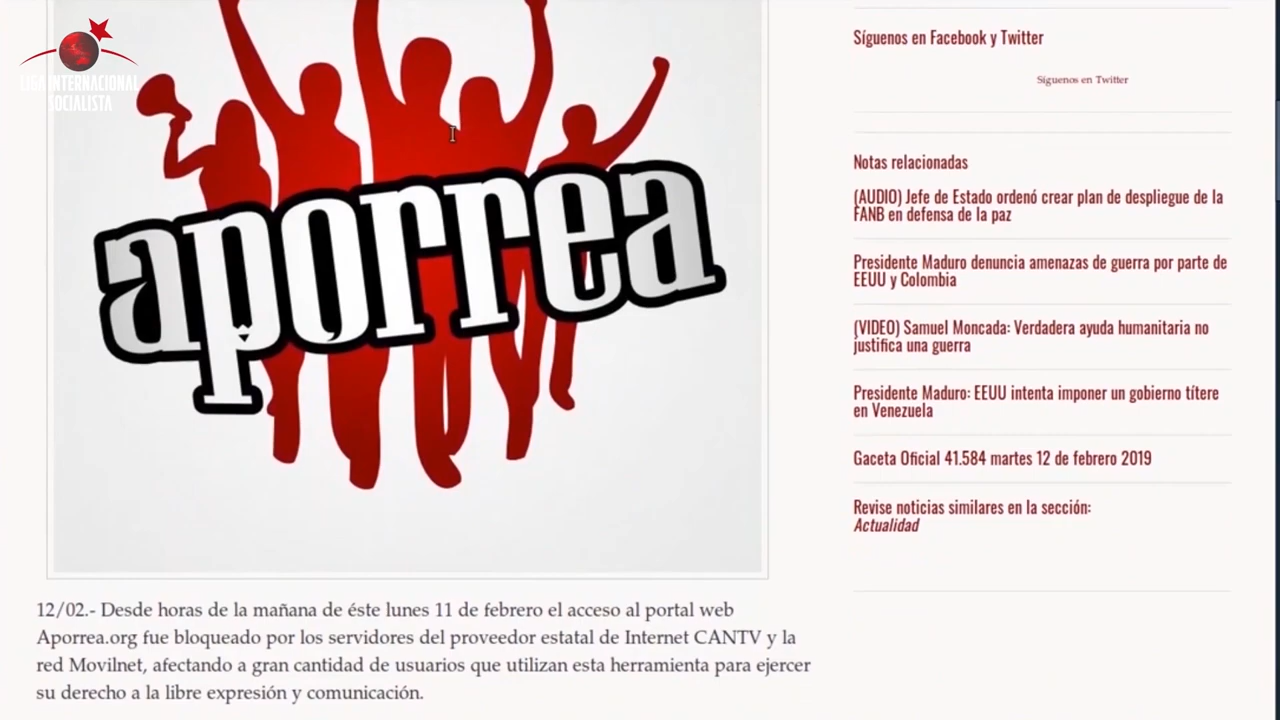 LIGA INTERNACIONAL
SOCIALISTA
aporrea
12/02.- Desde horas de la mañana de éste lunes 11 de febrero el acceso al portal web
Aporrea.org fue bloqueado por los servidores del proveedor estatal de Internet CANTV y la
red Movilnet, afectando a gran cantidad de usuarios que utilizan esta herramienta para ejercer
su derecho a la libre expresión y comunicación.
Síguenos en Facebook y Twitter
Síguenos en Twitter
Notas relacionadas
(AUDIO) Jefe de Estado ordenó crear plan de despliegue de la
FANB en defensa de la paz
Presidente Maduro denuncia amenazas de guerra por parte de
EEUU y Colombia
(VIDEO) Samuel Moncada: Verdadera ayuda humanitaria no
justifica una guerra
Presidente Maduro: EEUU intenta imponer un gobierno títere
en Venezuela
Gaceta Oficial 41.584 martes 12 de febrero 2019
Revise noticias similares en la sección:
Actualidad